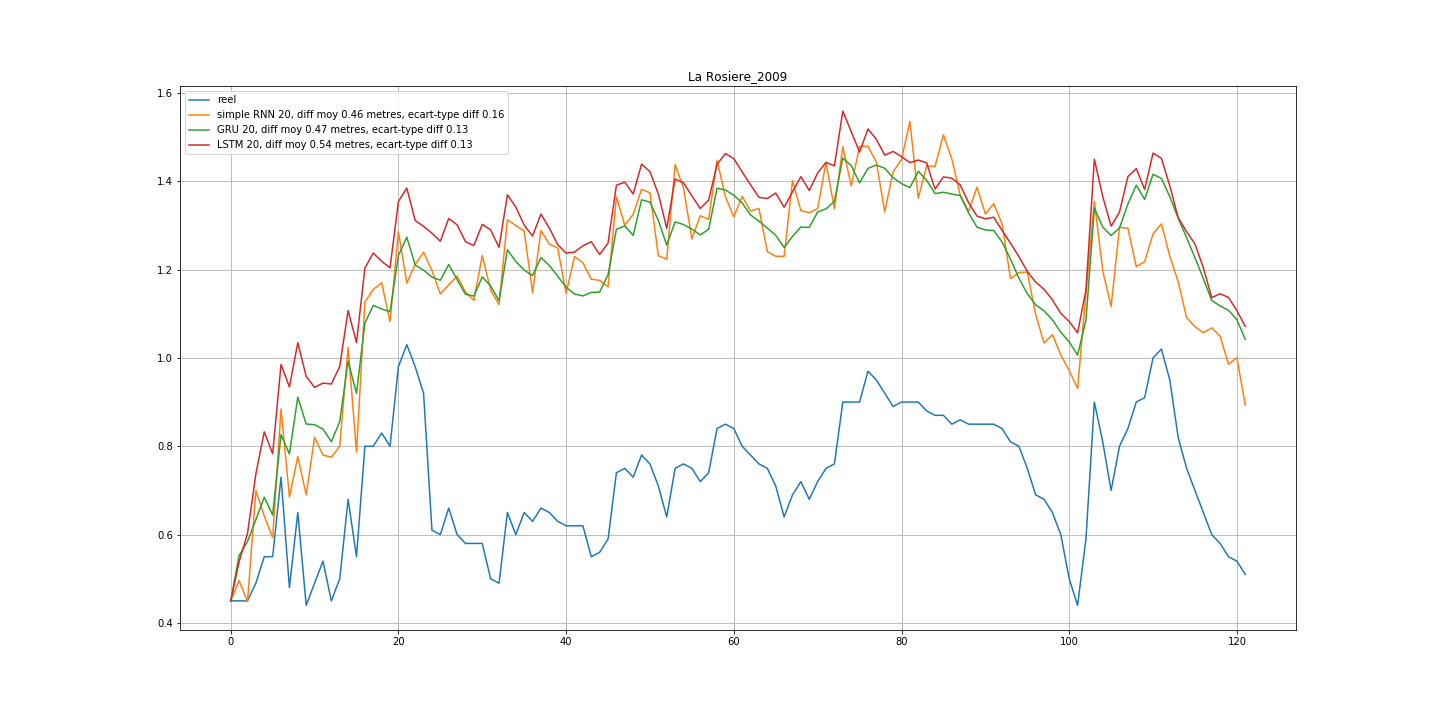 La Rosiere_2009
reel
simple RNN 20, diff moy 0.46 metres, ecart-type diff 0.16
GRU 20, diff moy 0.47 metres, ecart-type diff 0.13
LSTM 20, diff moy 0.54 metres, ecart-type diff 0.13
1.6
1.4
1.2
1.0
0.8
0.6
0.4
0 20 40 60 80 100 120